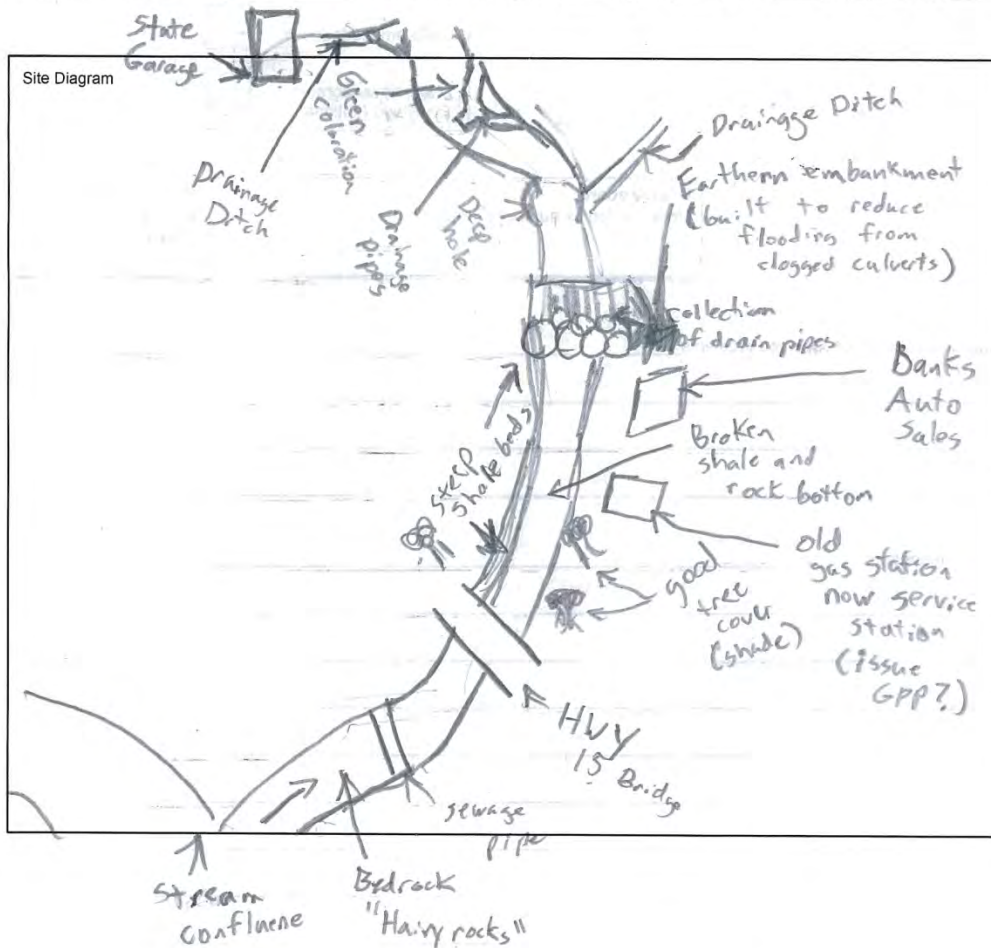 State
Garage
Site Diagram
Green
coloration
Drainage
Ditch
Drainage
pipes
Deep
hole
Drainage Ditch
Earthern embankment
(built to reduce
flooding from
clogged culverts)
collection
of drain pipes
Banks
Auto
Sales
Broken
shale and
rock bottom
steep
shale beds
old
gas station
now service
station
(issue
GPP?)
good
tree
cover
(shade)
HWY
15 Bridge
sewage
pipe
Stream
confluene
Bedrock
"Hairy rocks"